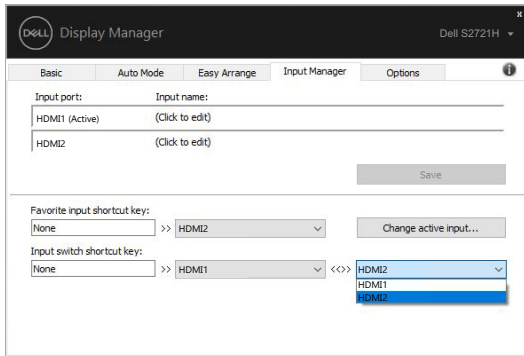 DELL Display Manager
x
Dell S2721H
Basic Auto Mode Easy Arrange Input Manager Options i
Input port: Input name:
HDMI1 (Active) (Click to edit)
HDMI2 (Click to edit)
Save
Favorite input shortcut key:
None >> HDMI2 Change active input...
Input switch shortcut key:
None >> HDMI1 <<>> HDMI2
HDMI1
HDMI2